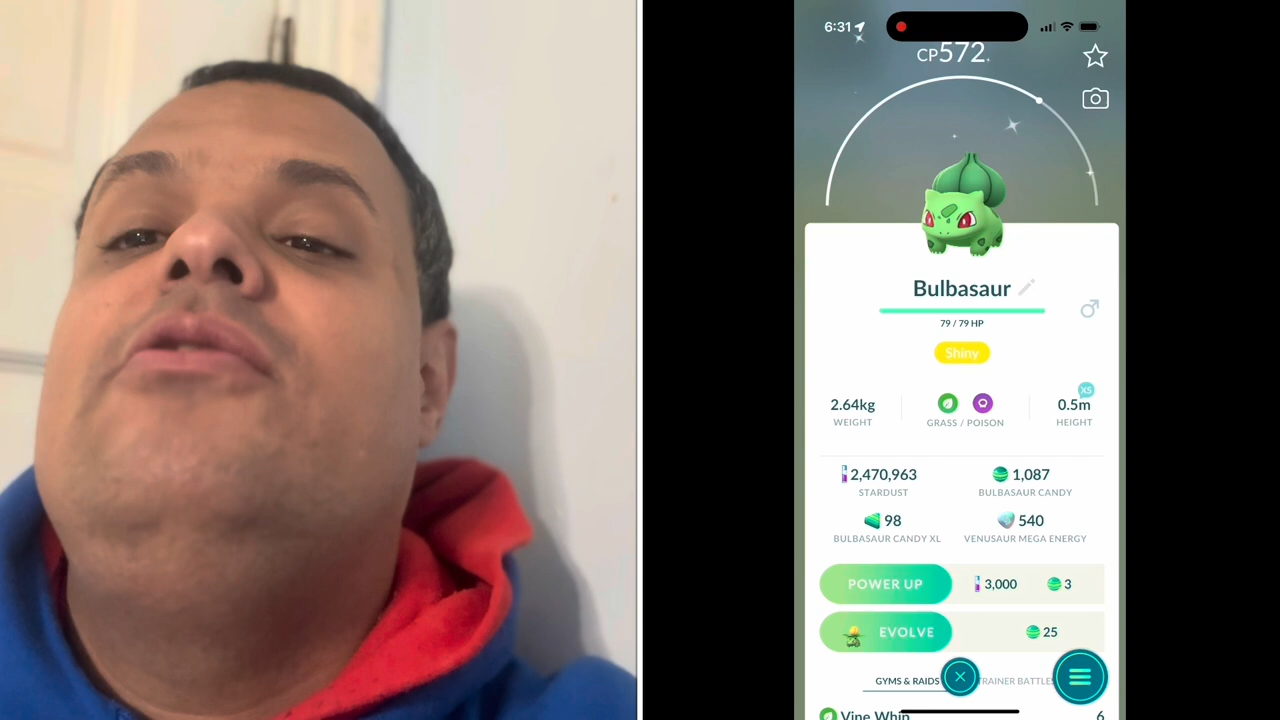 6:31
CP572.
Bulbasaur
79 / 79 HP
Shiny
XS
2.64kg
0.5m
WEIGHT
GRASS / POISON
HEIGHT
2,470,963
1,087
STARDUST
BULBASAUR CANDY
98
540
BULBASAUR CANDY XL
VENUSAUR MEGA ENERGY
POWER UP
3,000
3
EVOLVE
25
GYMS & RAIDS
TRAINER BATTLES
Vine Whip
6